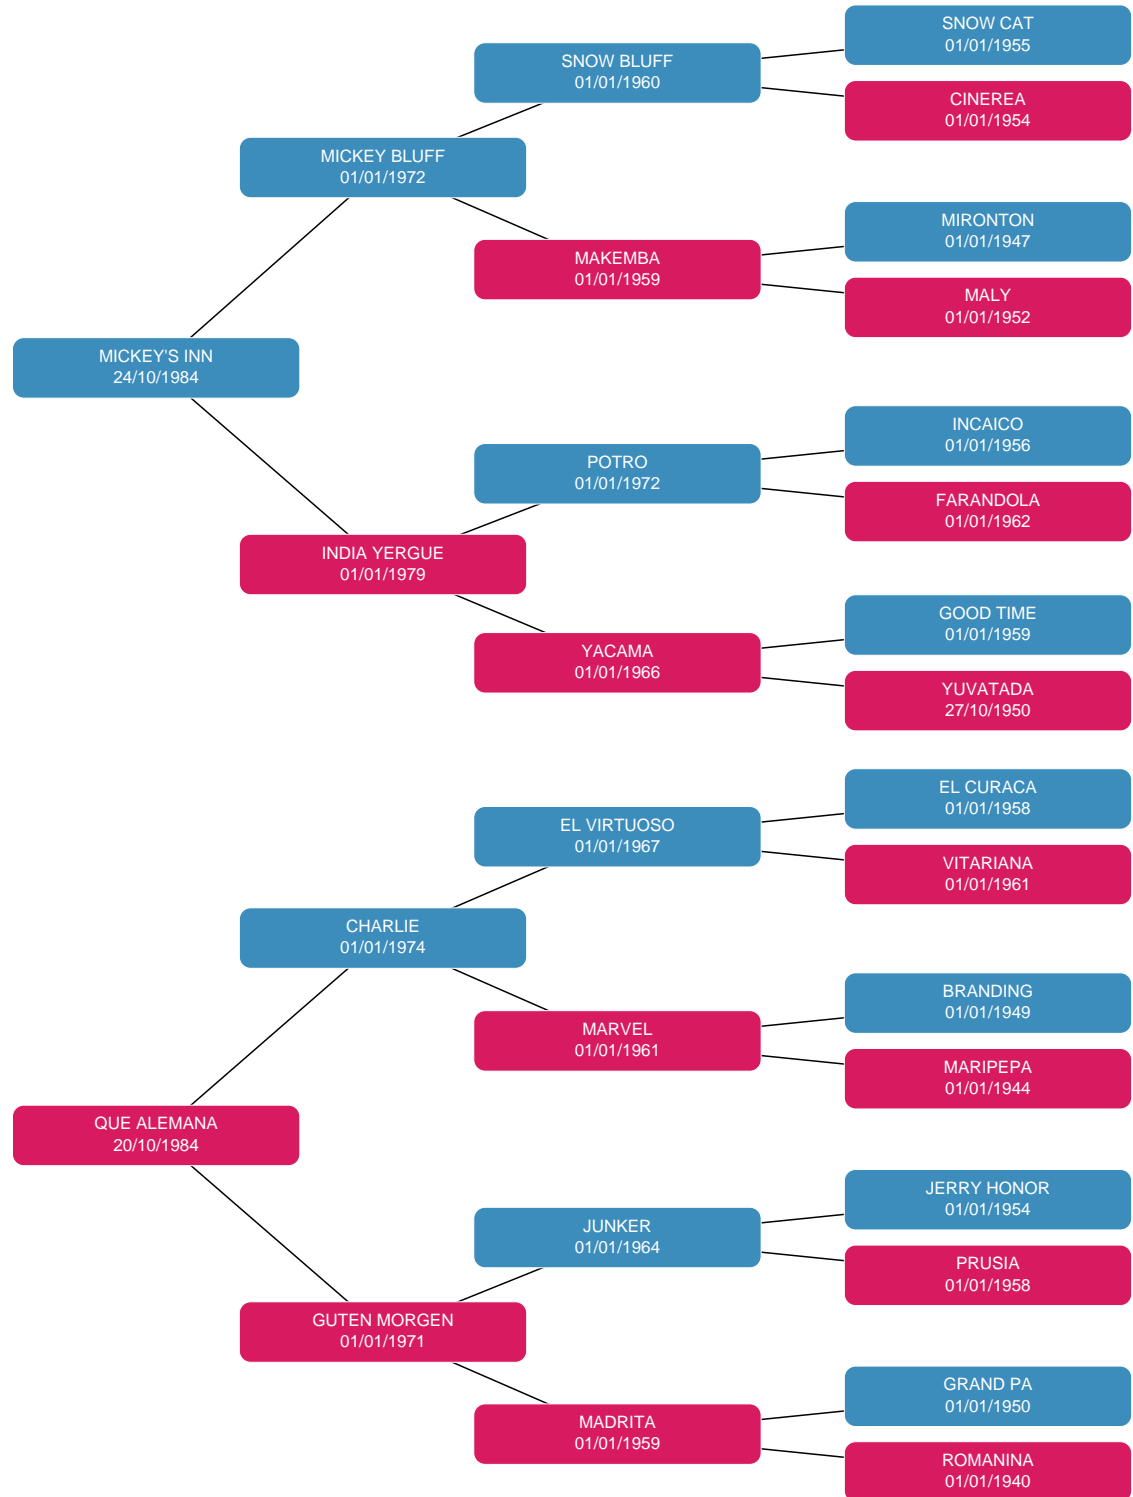 SNOW CAT
01/01/1955
SNOW BLUFF
01/01/1960
CINEREA
01/01/1954
MICKEY BLUFF
01/01/1972
MIRONTON
01/01/1947
MAKEMBA
01/01/1959
MALY
01/01/1952
MICKEY'S INN
24/10/1984
INCAICO
01/01/1956
POTRO
01/01/1972
FARANDOLA
01/01/1962
INDIA YERGUE
01/01/1979
GOOD TIME
01/01/1959
YACAMA
01/01/1966
YUVATADA
27/10/1950
EL CURACA
01/01/1958
EL VIRTUOSO
01/01/1967
VITARIANA
01/01/1961
CHARLIE
01/01/1974
BRANDING
01/01/1949
MARVEL
01/01/1961
MARIPEPA
01/01/1944
QUE ALEMANA
20/10/1984
JERRY HONOR
01/01/1954
JUNKER
01/01/1964
PRUSIA
01/01/1958
GUTEN MORGEN
01/01/1971
GRAND PA
01/01/1950
MADRITA
01/01/1959
ROMANINA
01/01/1940